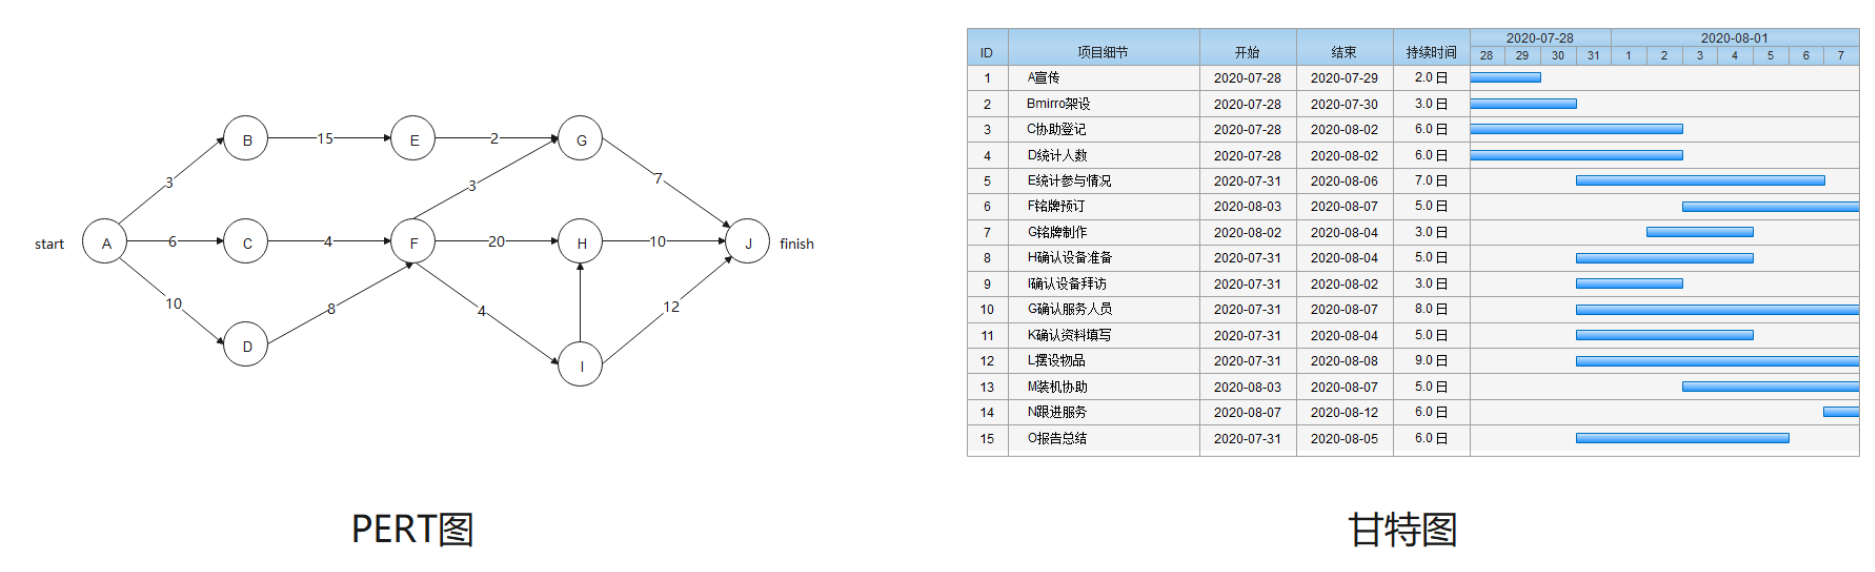 B
15
E
2
G
3
3
7
start
A
6
C
4
F
20
H
10
J
finish
10
8
4
12
D
I
PERT图
ID 项目细节 开始 结束 持续时间 2020-07-28 2020-08-01
28 29 30 31 1 2 3 4 5 6 7
1 A宣传 2020-07-28 2020-07-29 2.0 日
2 Bmirro架设 2020-07-28 2020-07-30 3.0 日
3 C协助登记 2020-07-28 2020-08-02 6.0 日
4 D统计人数 2020-07-28 2020-08-02 6.0 日
5 E统计参与情况 2020-07-31 2020-08-06 7.0 日
6 F铭牌预订 2020-08-03 2020-08-07 5.0 日
7 G铭牌制作 2020-08-02 2020-08-04 3.0 日
8 H确认设备准备 2020-07-31 2020-08-04 5.0 日
9 I确认设备拜访 2020-07-31 2020-08-02 3.0 日
10 G确认服务人员 2020-07-31 2020-08-07 8.0 日
11 K确认资料填写 2020-07-31 2020-08-04 5.0 日
12 L摆设物品 2020-07-31 2020-08-08 9.0 日
13 M装机协助 2020-08-03 2020-08-07 5.0 日
14 N跟进服务 2020-08-07 2020-08-12 6.0 日
15 O报告总结 2020-07-31 2020-08-05 6.0 日
甘特图